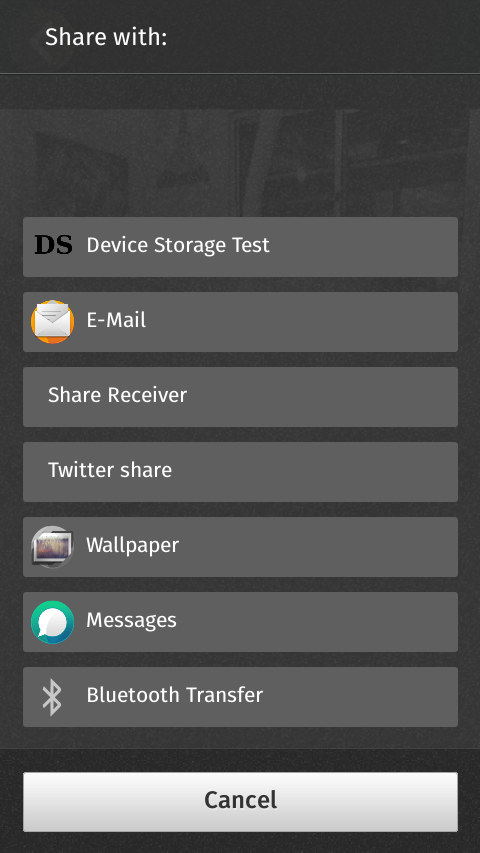 Share with:
DS Device Storage Test
E-Mail
Share Receiver
Twitter share
Wallpaper
Messages
Bluetooth Transfer
Cancel